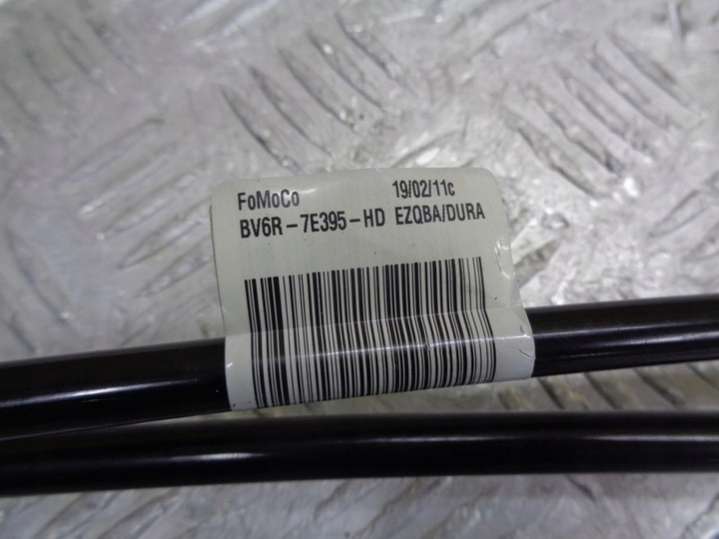 FoMoCo 19/02/11c
BV6R-7E395-HD EZQBA/DURA